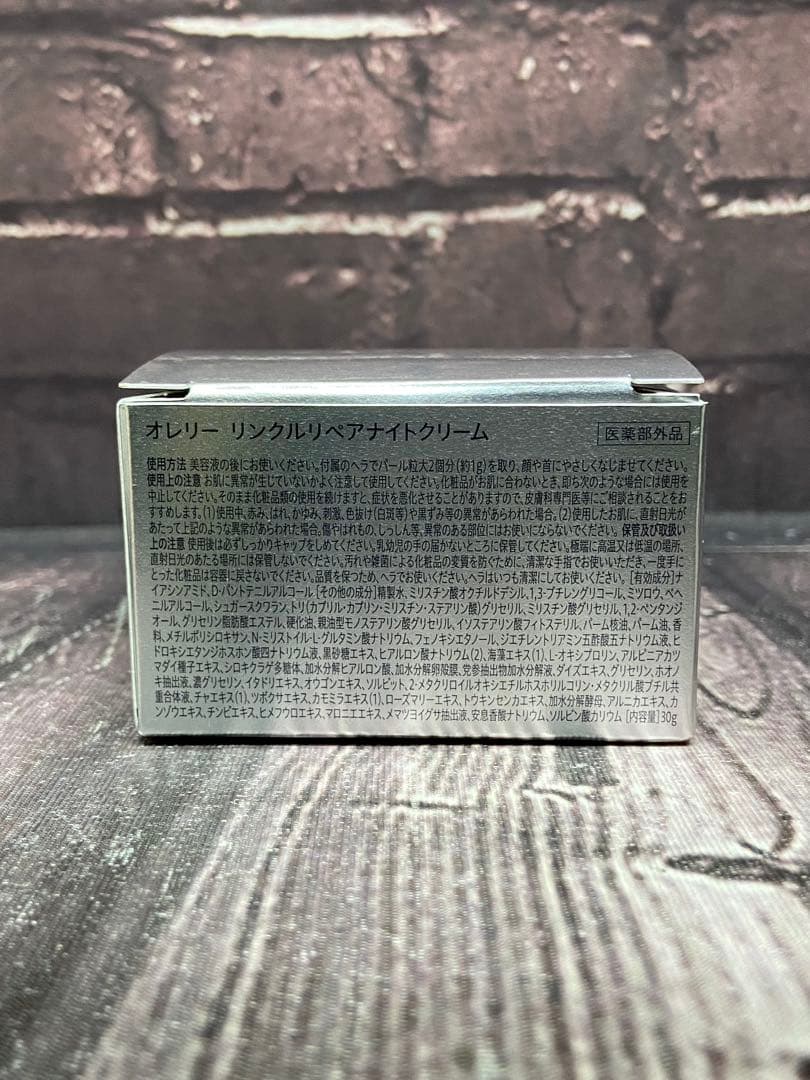 オレリー リンクルリペアナイトクリーム
医薬部外品
使用方法 美容液の後にお使いください。付属のヘラでパール粒大2個分(約1g)を取り、顔や首にやさしくなじませてください。
使用上の注意 お肌に異常が生じていないかよく注意して使用してください。化粧品がお肌に合わないとき、即ち次のような場合には使用を
中止してください。そのまま化粧品類の使用を続けますと、症状を悪化させることがありますので、皮膚科専門医等にご相談されることをお
すすめします。(1)使用中、赤み、はれ、かゆみ、刺激、色抜け(白斑等)や黒ずみ等の異常があらわれた場合。(2)使用したお肌に、直射日光が
あたって上記のような異常があらわれた場合。傷やはれもの、しっしん等、異常のある部位にはお使いにならないでください。 保管及び取扱い
上の注意 使用後は必ずしっかりキャップをしめてください。乳幼児の手の届かないところに保管してください。極端に高温又は低温の場所、
直射日光のあたる場所には保管しないでください。汚れや雑菌による化粧品の変質を防ぐために、清潔な手指でお使いいただき、一度手に
とった化粧品は容器に戻さないでください。品質を保つため、ヘラでお使いください。ヘラはいつも清潔にしてお使いください。 [有効成分]ナ
イアシンアミド、D-パントテニルアルコール [その他の成分]精製水、ミリスチン酸オクチルドデシル、1,3-ブチレングリコール、ミツロウ、ベヘ
ニルアルコール、シュガースクワラン、トリ(カプリル・カプリン・ミリスチン・ステアリン酸)グリセリル、ミリスチン酸グリセリル、1,2-ペンタンジ
オール、グリセリン脂肪酸エステル、硬化油、親油型モノステアリン酸グリセリル、イソステアリン酸フィトステリル、パーム核油、パーム油、香
料、メチルポリシロキサン、N-ミリストイル-L-グルタミン酸ナトリウム、フェノキシエタノール、ジエチレントリアミン五酢酸五ナトリウム液、ヒ
ドロキシエタンジホスホン酸四ナトリウム液、黒砂糖エキス、ヒアルロン酸ナトリウム(2)、海藻エキス(1)、L-オキシプロリン、アルピニアカツ
マダイ種子エキス、シロキクラゲ多糖体、加水分解ヒアルロン酸、加水分解卵殻膜、党参抽出物加水分解液、ダイズエキス、グリセリン、ホオノ
キ抽出液、濃グリセリン、イタドリエキス、オウゴンエキス、ソルビット、2-メタクリロイルオキシエチルホスホリルコリン・メタクリル酸ブチル共
重合体液、チャエキス(1)、ツボクサエキス、カモミラエキス(1)、ローズマリーエキス、トウキンセンカエキス、加水分解酵母、アルニカエキス、カ
ンゾウエキス、チンピエキス、ヒメフウロエキス、マロニエエキス、メマツヨイグサ抽出液、安息香酸ナトリウム、ソルビン酸カリウム [内容量]30g